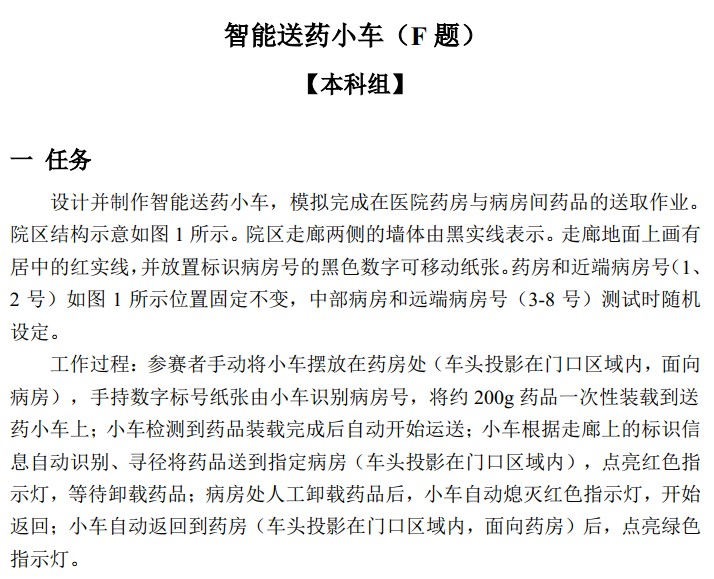 智能送药小车（F 题）
【本科组】
一 任务
设计并制作智能送药小车，模拟完成在医院药房与病房间药品的送取作业。
院区结构示意如图 1 所示。院区走廊两侧的墙体由黑实线表示。走廊地面上画有
居中的红实线，并放置标识病房号的黑色数字可移动纸张。药房和近端病房号（1、
2 号）如图 1 所示位置固定不变，中部病房和远端病房号（3-8 号）测试时随机
设定。
工作过程：参赛者手动将小车摆放在药房处（车头投影在门口区域内，面向
病房），手持数字标号纸张由小车识别病房号，将约 200g 药品一次性装载到送
药小车上；小车检测到药品装载完成后自动开始运送；小车根据走廊上的标识信
息自动识别、寻径将药品送到指定病房（车头投影在门口区域内），点亮红色指
示灯，等待卸载药品；病房处人工卸载药品后，小车自动熄灭红色指示灯，开始
返回；小车自动返回到药房（车头投影在门口区域内，面向药房）后，点亮绿色
指示灯。